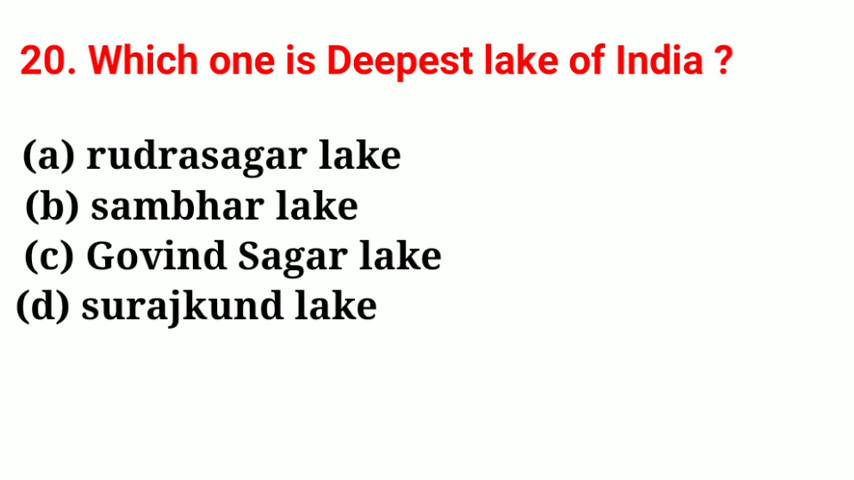 20. Which one is Deepest lake of India ?
(a) rudrasagar lake
(b) sambhar lake
(c) Govind Sagar lake
(d) surajkund lake